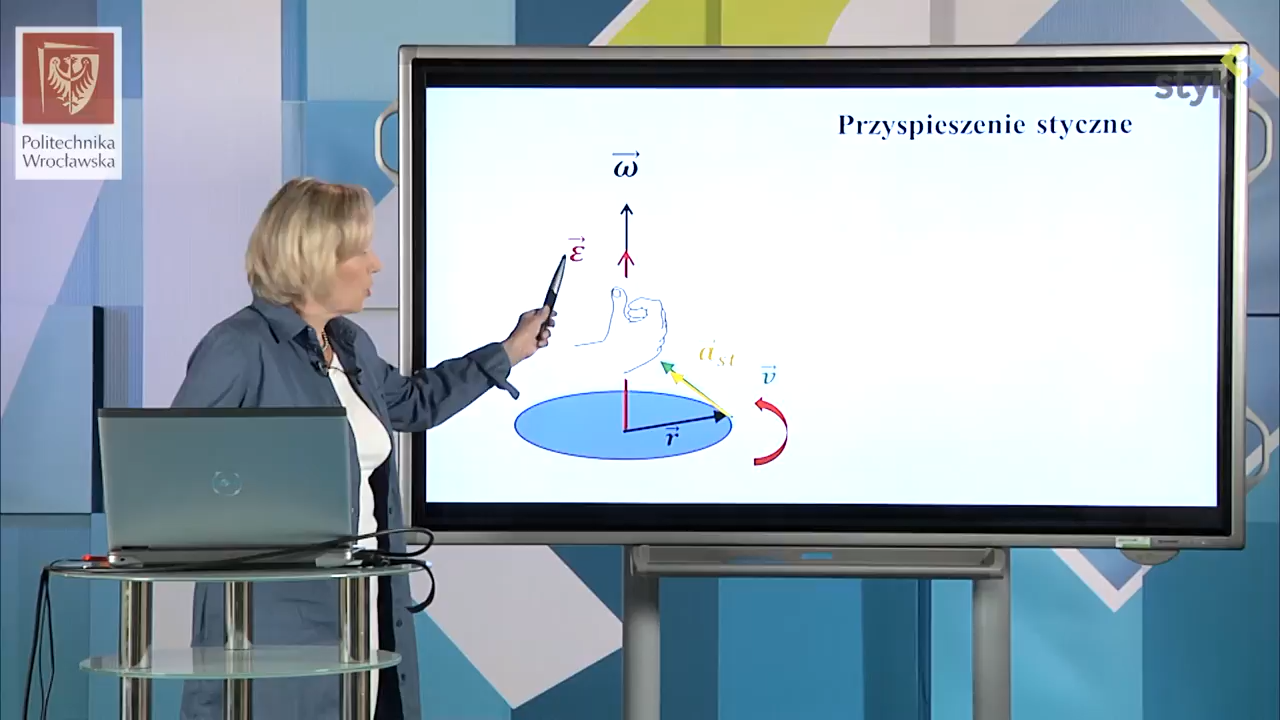 Politechnika
Wrocławska
styk
Przyspieszenie styczne
ω
ε
a st
v
r